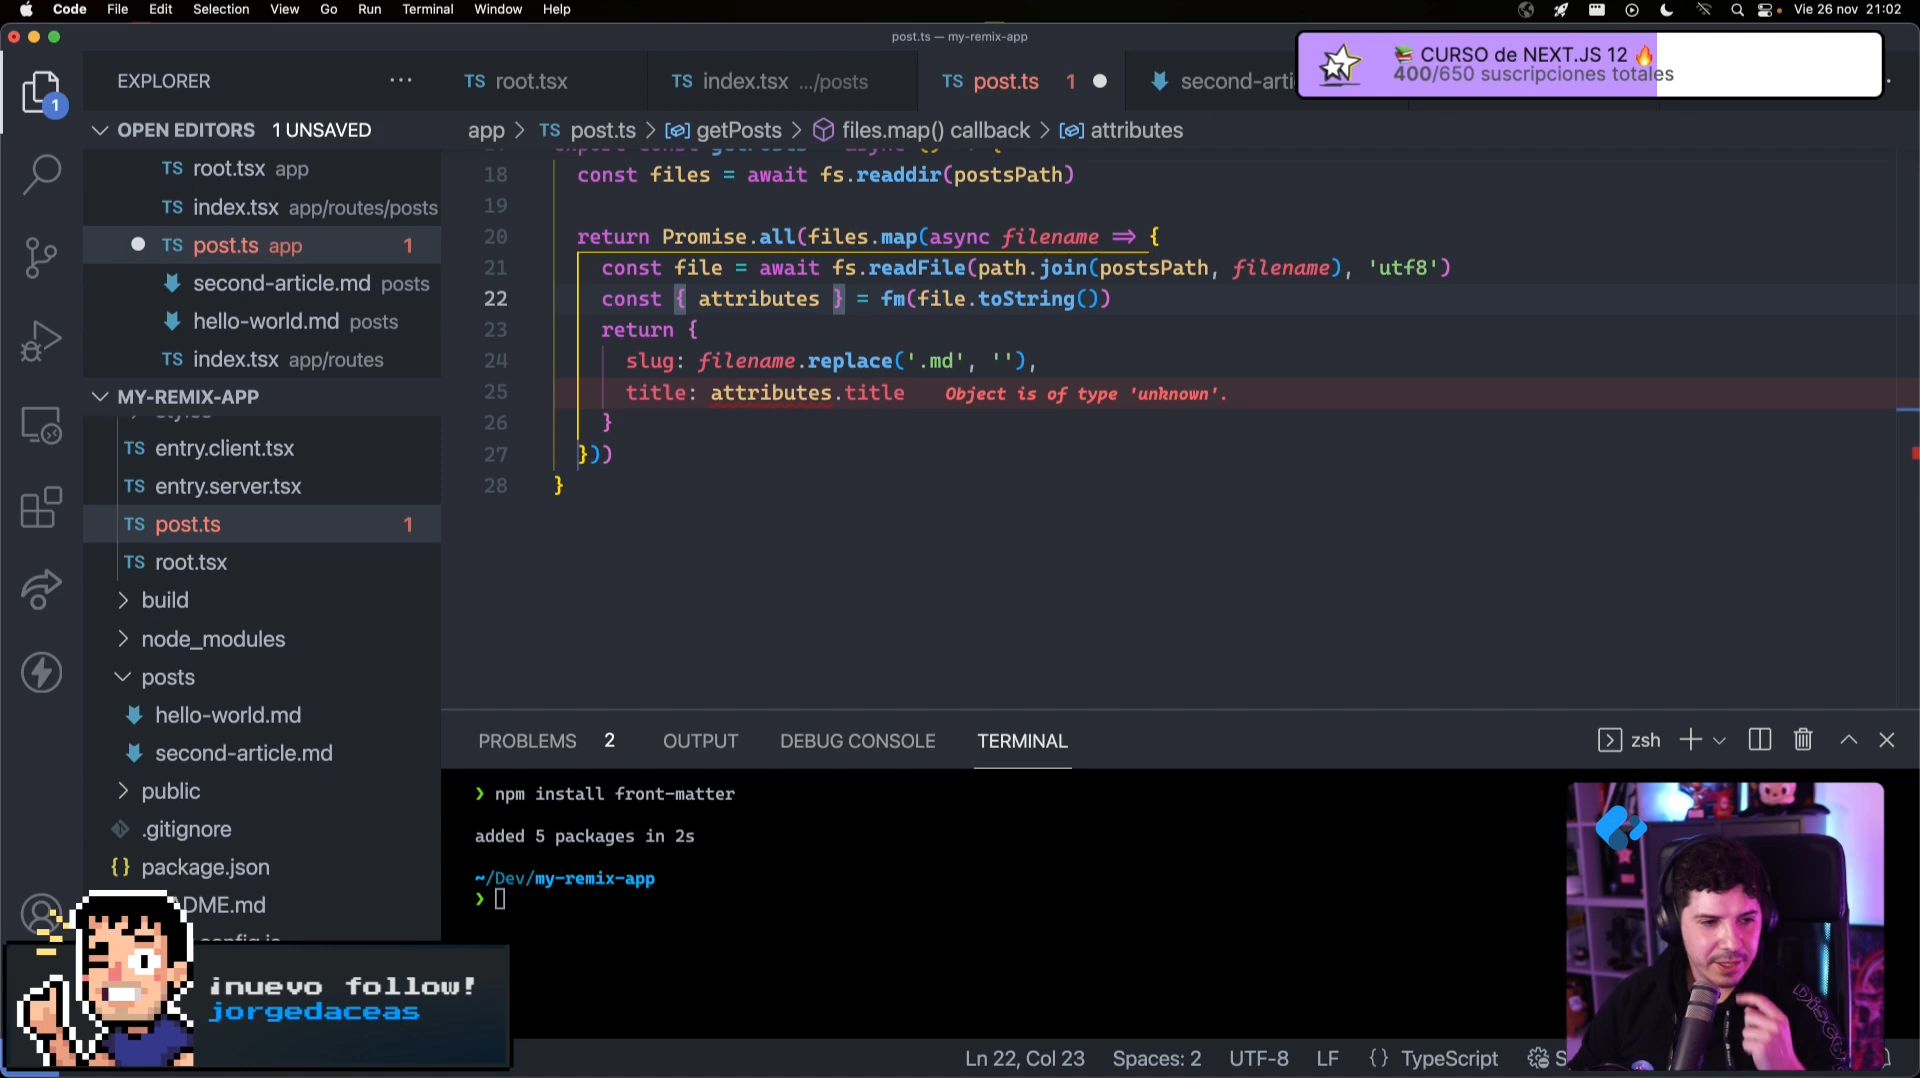 Code File Edit Selection View Go Run Terminal Window Help Vie 26 nov 21:02
post.ts — my-remix-app
📚 CURSO de NEXT.JS 12 🔥
400/650 suscripciones totales
EXPLORER
TS root.tsx TS index.tsx .../posts TS post.ts 1 second-arti
app > TS post.ts > getPosts > files.map() callback > attributes
1
OPEN EDITORS 1 UNSAVED
TS root.tsx app
TS index.tsx app/routes/posts
TS post.ts app 1
second-article.md posts
hello-world.md posts
TS index.tsx app/routes
MY-REMIX-APP
TS entry.client.tsx
TS entry.server.tsx
TS post.ts 1
TS root.tsx
build
node_modules
posts
hello-world.md
second-article.md
public
.gitignore
{} package.json
DME.md
18 const files = await fs.readdir(postsPath)
19
20 return Promise.all(files.map(async filename => {
21 const file = await fs.readFile(path.join(postsPath, filename), 'utf8')
22 const { attributes } = fm(file.toString())
23 return {
24 slug: filename.replace('.md', ''),
25 title: attributes.title Object is of type 'unknown'.
26 }
27 }))
28 }
PROBLEMS 2 OUTPUT DEBUG CONSOLE TERMINAL zsh
❯ npm install front-matter
added 5 packages in 2s
~/Dev/my-remix-app
❯
¡nuevo follow!
jorgedaceas
Ln 22, Col 23 Spaces: 2 UTF-8 LF {} TypeScript S